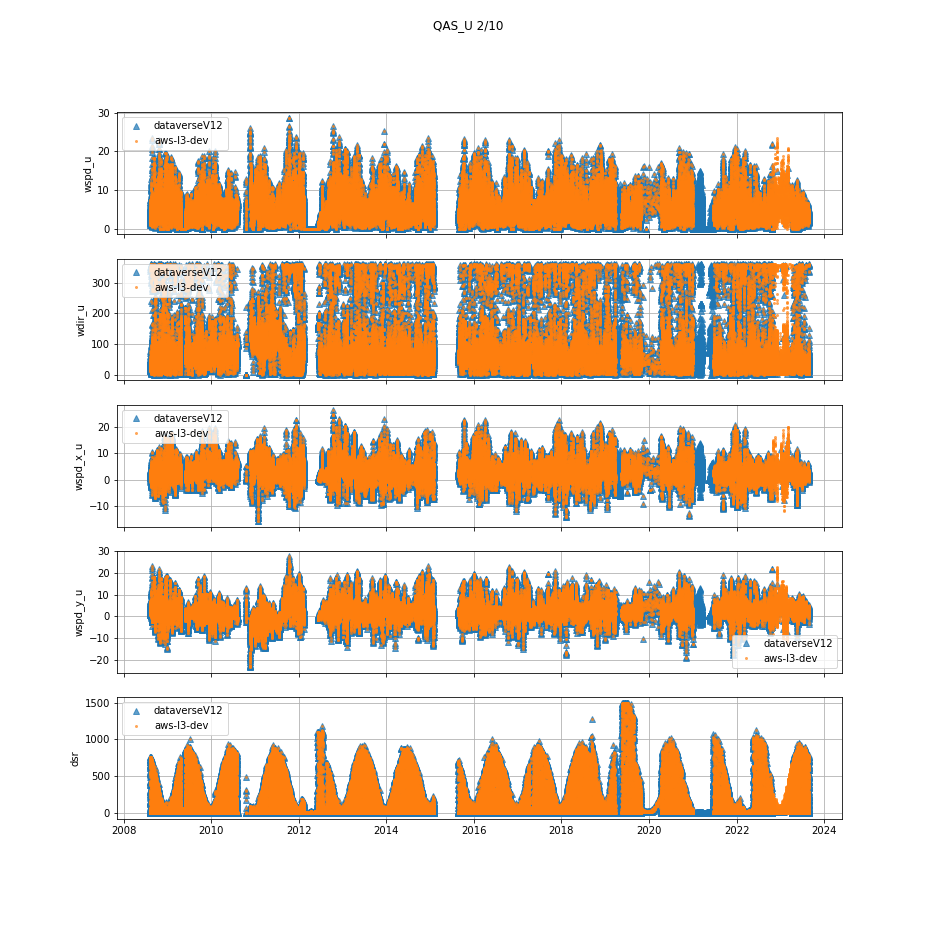 QAS_U 2/10
30
20
10
0
wspd_u
dataverseV12
aws-l3-dev
300
200
100
0
wdir_u
dataverseV12
aws-l3-dev
20
10
0
−10
wspd_x_u
dataverseV12
aws-l3-dev
30
20
10
0
−10
−20
wspd_y_u
dataverseV12
aws-l3-dev
1500
1000
500
0
dsr
dataverseV12
aws-l3-dev
2008 2010 2012 2014 2016 2018 2020 2022 2024